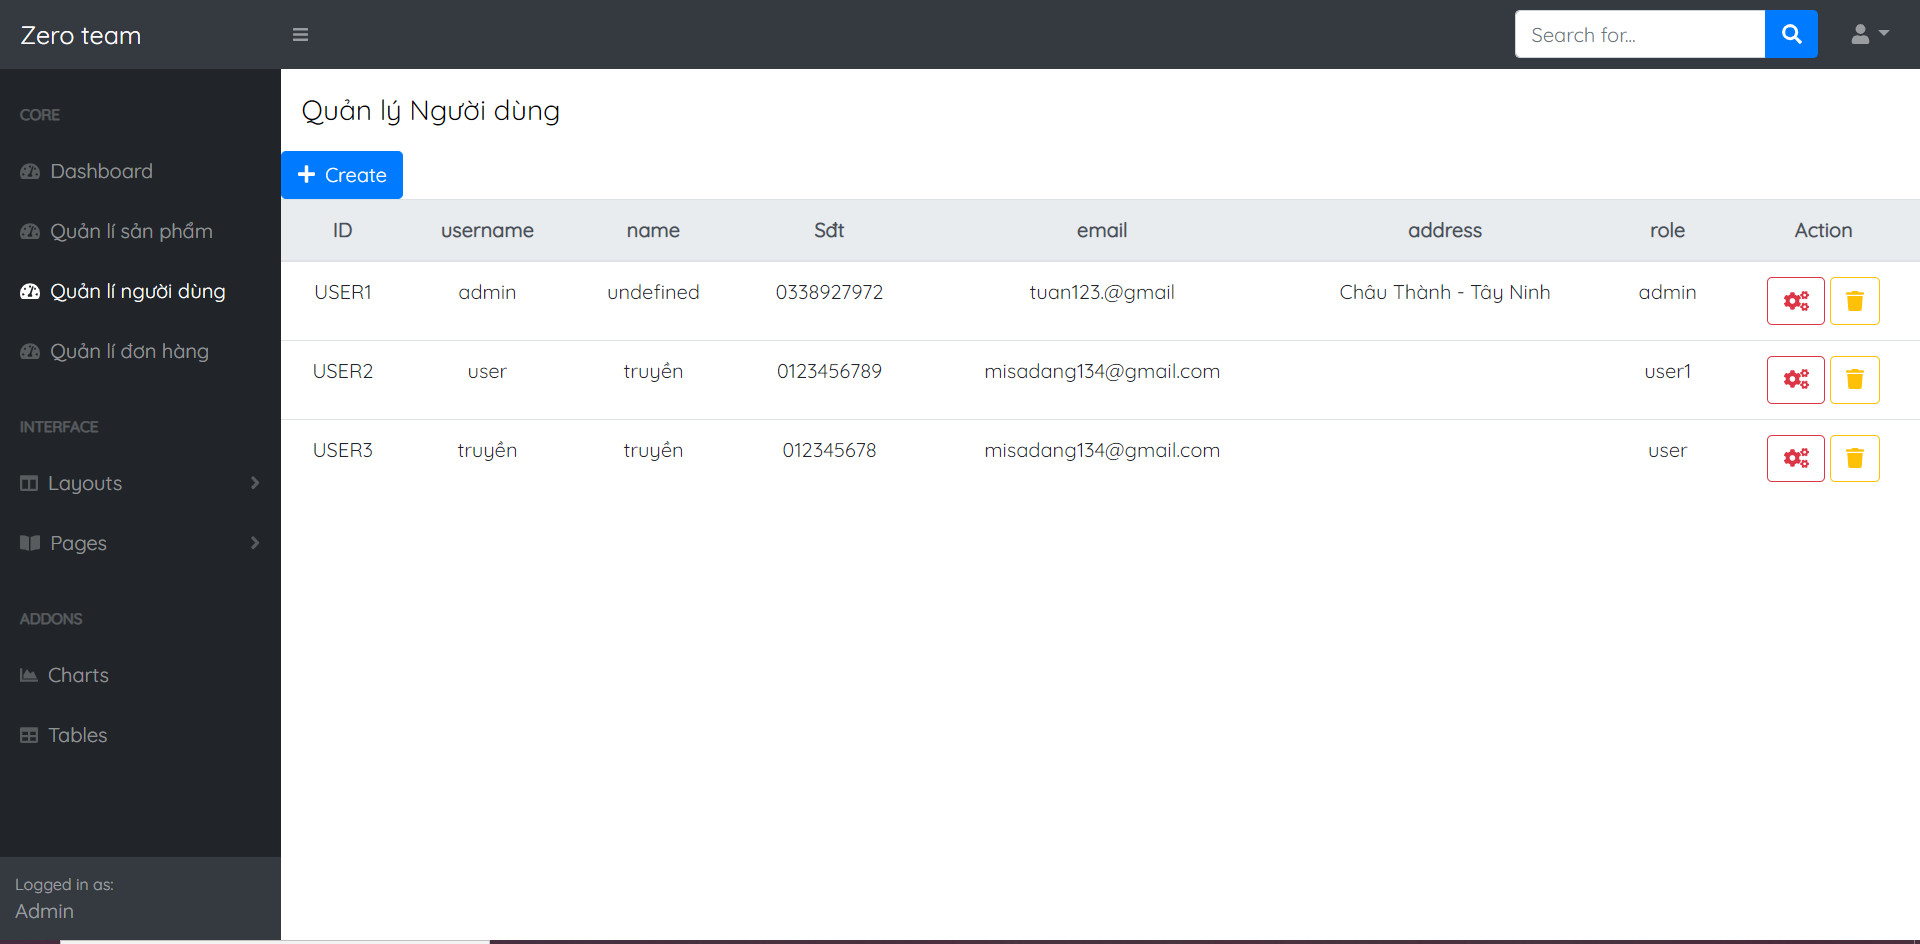 Zero team
Search for...
CORE
Dashboard
Quản lí sản phẩm
Quản lí người dùng
Quản lí đơn hàng
INTERFACE
Layouts
Pages
ADDONS
Charts
Tables
Logged in as:
Admin
Quản lý Người dùng
Create
ID username name Sđt email address role Action
USER1 admin undefined 0338927972 tuan123.@gmail Châu Thành - Tây Ninh admin
USER2 user truyền 0123456789 misadang134@gmail.com user1
USER3 truyền truyền 012345678 misadang134@gmail.com user